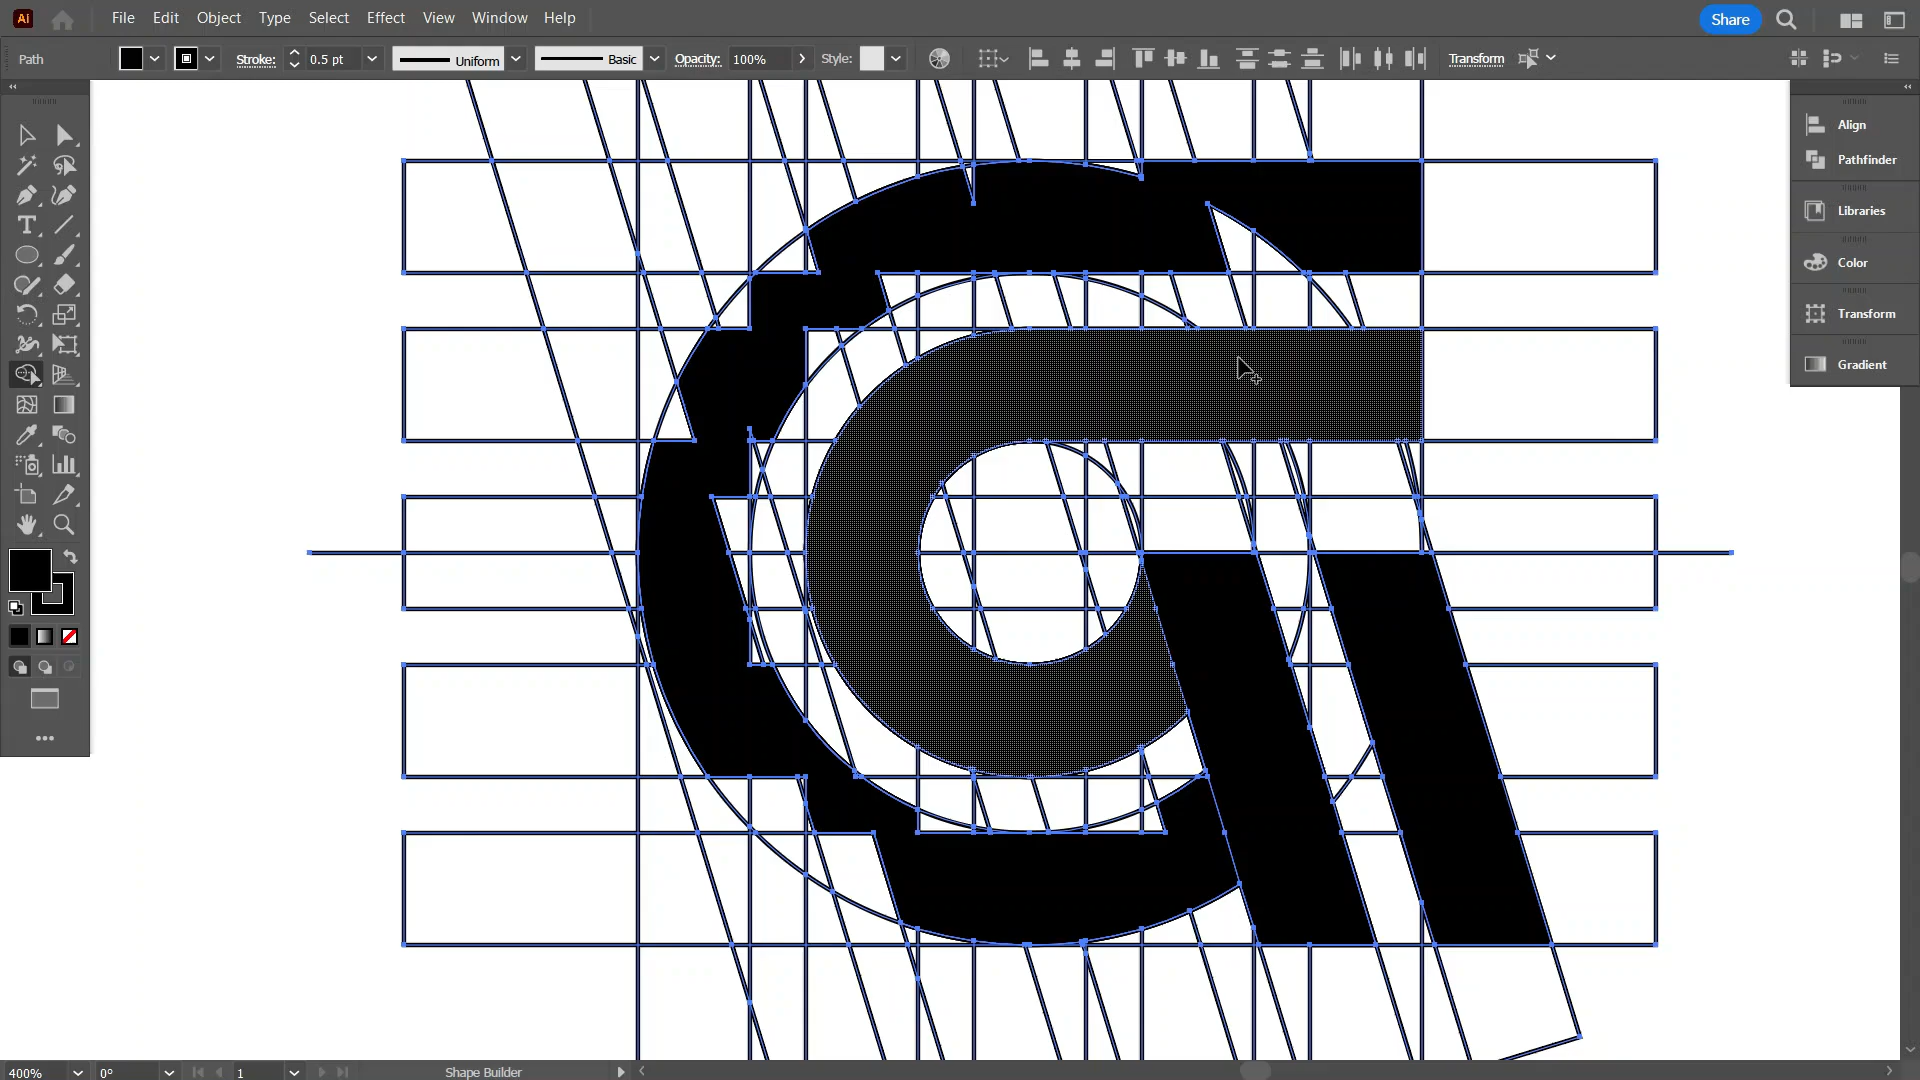 Ai File Edit Object Type Select Effect View Window Help Share
Path Stroke: 0.5 pt Uniform Basic Opacity: 100% Style: Transform
Align
Pathfinder
Libraries
Color
Transform
Gradient
400% 0° 1 Shape Builder